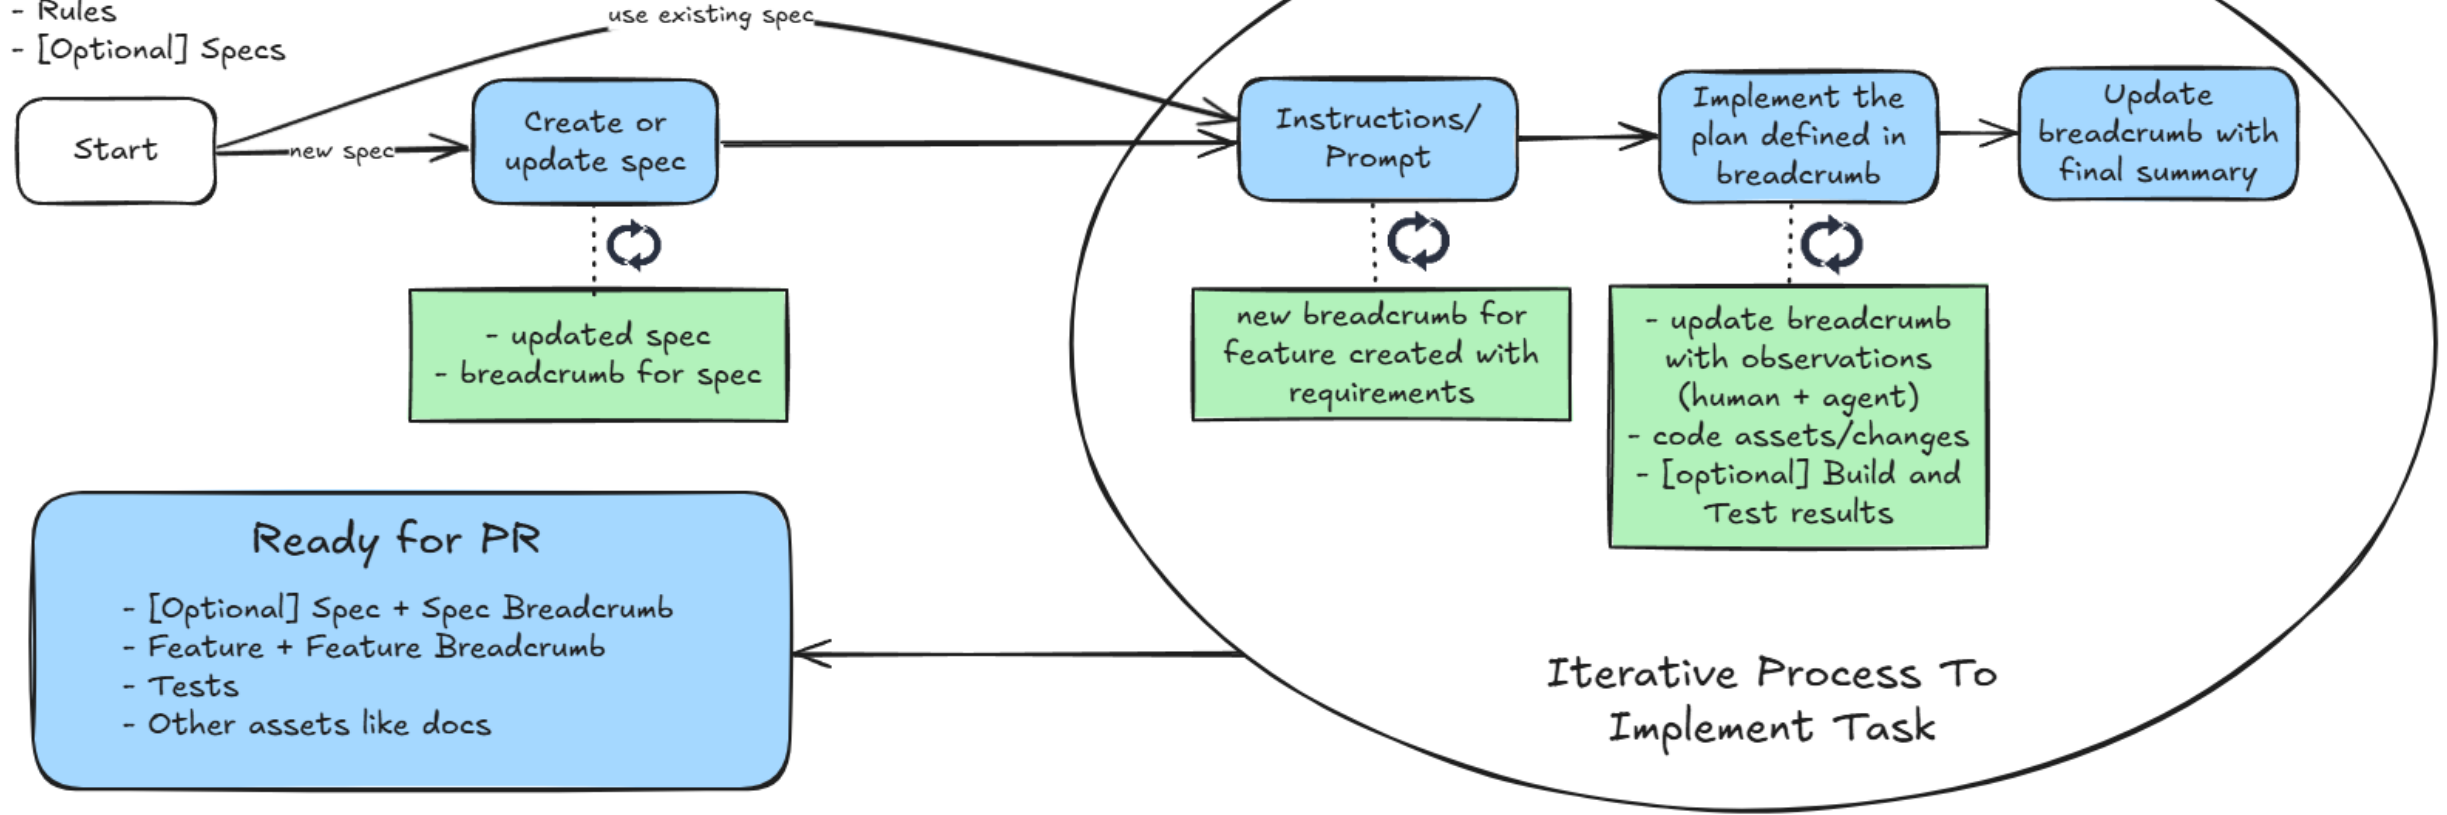 - Rules
- [Optional] Specs
use existing spec
Start
new spec
Create or
update spec
Instructions/
Prompt
Implement the
plan defined in
breadcrumb
Update
breadcrumb with
final summary
- updated spec
- breadcrumb for spec
new breadcrumb for
feature created with
requirements
- update breadcrumb
with observations
(human + agent)
- code assets/changes
- [optional] Build and
Test results
Ready for PR
- [Optional] Spec + Spec Breadcrumb
- Feature + Feature Breadcrumb
- Tests
- Other assets like docs
Iterative Process To
Implement Task